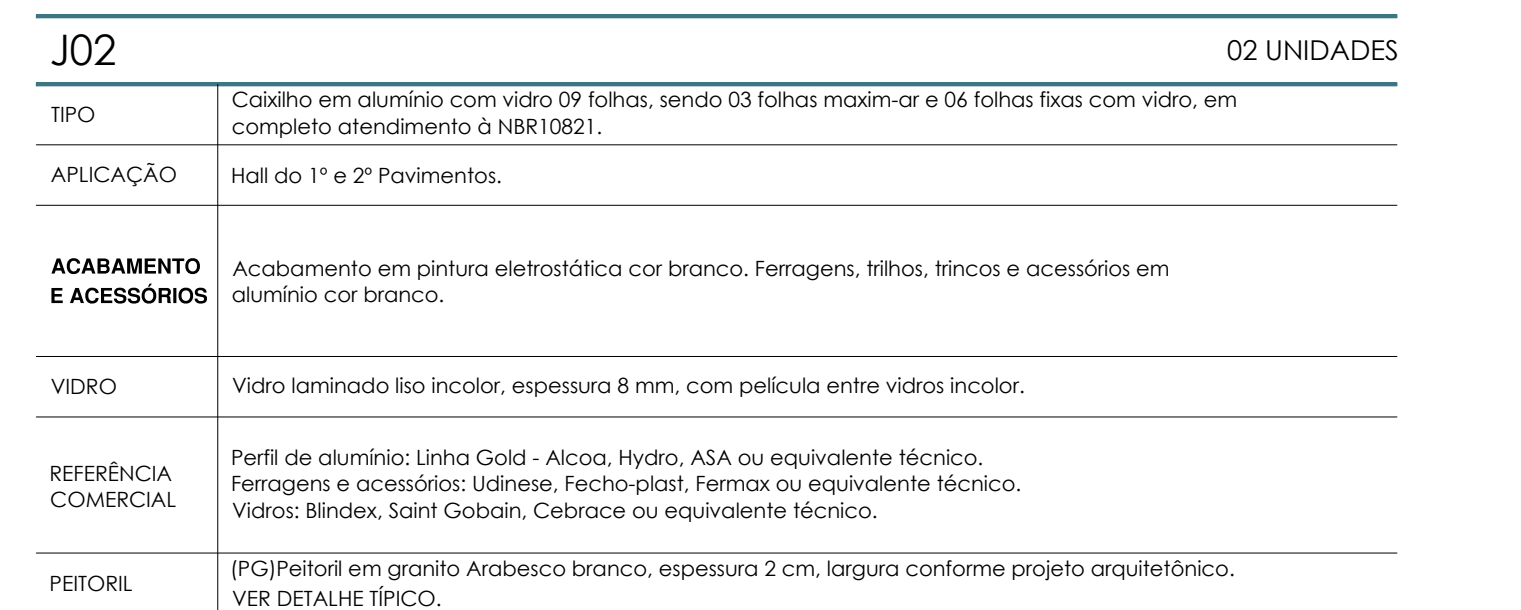 J02
02 UNIDADES
TIPO
Caixilho em alumínio com vidro 09 folhas, sendo 03 folhas maxim-ar e 06 folhas fixas com vidro, em
completo atendimento à NBR10821.
APLICAÇÃO
Hall do 1º e 2º Pavimentos.
ACABAMENTO
E ACESSÓRIOS
Acabamento em pintura eletrostática cor branco. Ferragens, trilhos, trincos e acessórios em
alumínio cor branco.
VIDRO
Vidro laminado liso incolor, espessura 8 mm, com película entre vidros incolor.
REFERÊNCIA
COMERCIAL
Perfil de alumínio: Linha Gold - Alcoa, Hydro, ASA ou equivalente técnico.
Ferragens e acessórios: Udinese, Fecho-plast, Fermax ou equivalente técnico.
Vidros: Blindex, Saint Gobain, Cebrace ou equivalente técnico.
PEITORIL
(PG)Peitoril em granito Arabesco branco, espessura 2 cm, largura conforme projeto arquitetônico.
VER DETALHE TÍPICO.